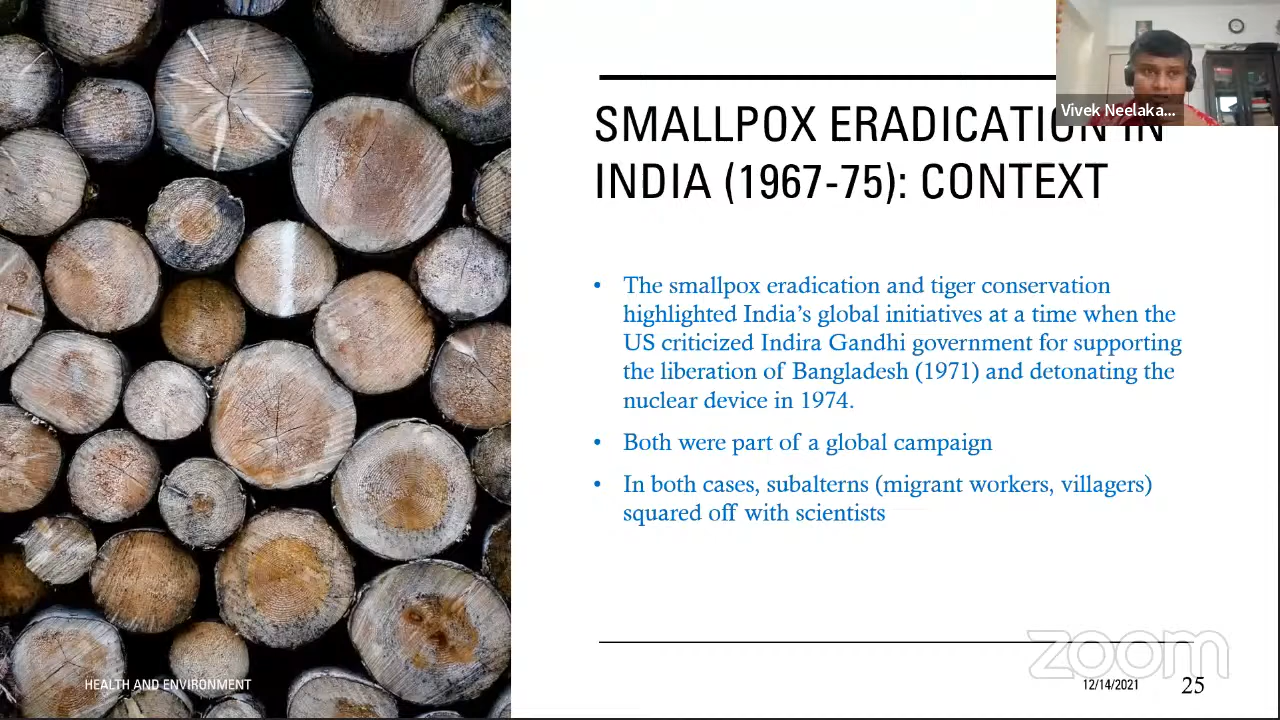 Vivek Neelaka...
SMALLPOX ERADICATION IN
INDIA (1967-75): CONTEXT
• The smallpox eradication and tiger conservation
highlighted India's global initiatives at a time when the
US criticized Indira Gandhi government for supporting
the liberation of Bangladesh (1971) and detonating the
nuclear device in 1974.
• Both were part of a global campaign
• In both cases, subalterns (migrant workers, villagers)
squared off with scientists
zoom
HEALTH AND ENVIRONMENT
12/14/2021
25